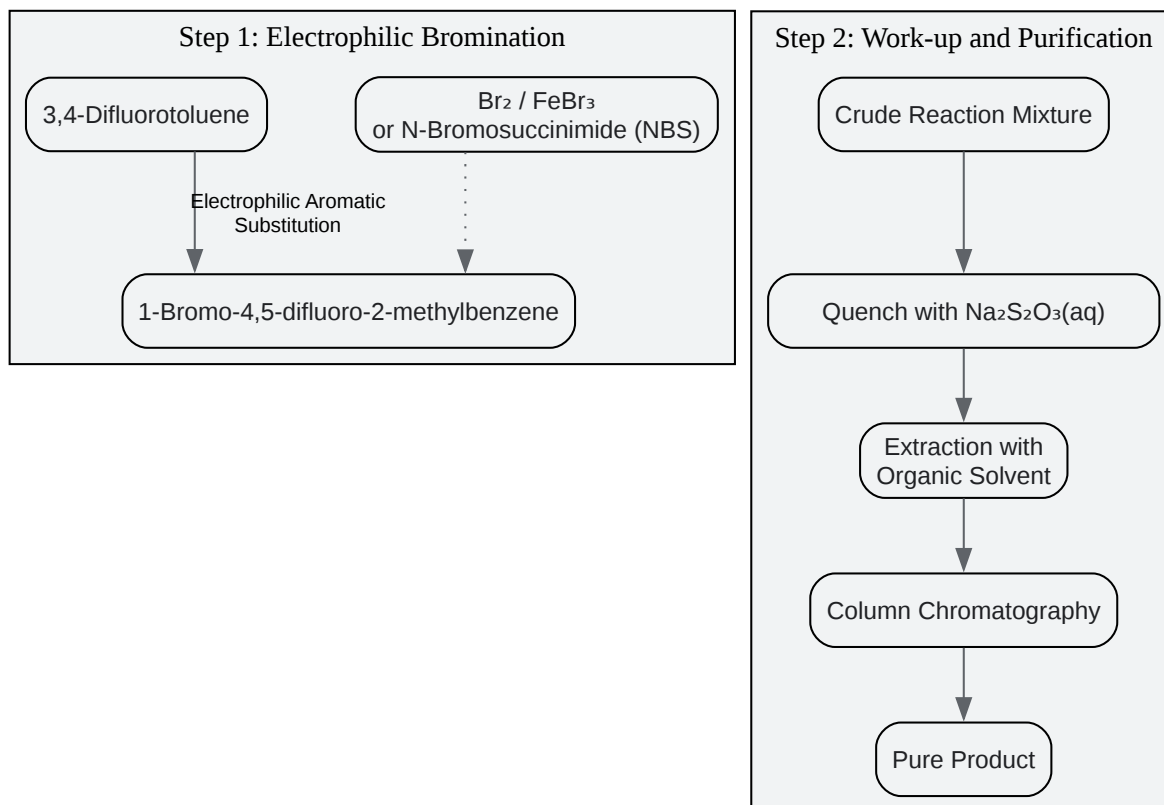 Step 1: Electrophilic Bromination
3,4-Difluorotoluene
Br₂ / FeBr₃
or N-Bromosuccinimide (NBS)
Electrophilic Aromatic
Substitution
1-Bromo-4,5-difluoro-2-methylbenzene
Step 2: Work-up and Purification
Crude Reaction Mixture
Quench with Na₂S₂O₃(aq)
Extraction with
Organic Solvent
Column Chromatography
Pure Product